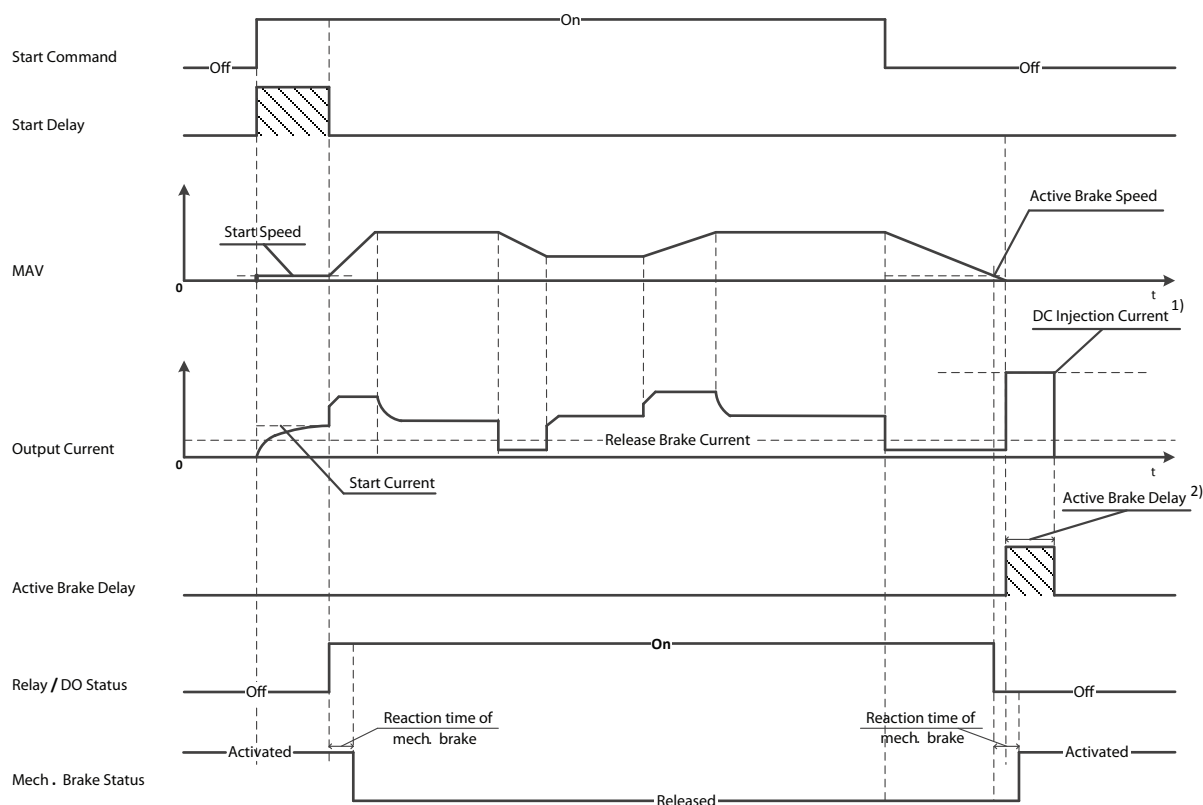 On
Start Command
Off
Off
Start Delay
Active Brake Speed
Start Speed
MAV
0
t
DC Injection Current 1)
Release Brake Current
Output Current
0
t
Start Current
Active Brake Delay 2)
Active Brake Delay
On
Relay / DO Status
Off
Off
Reaction time of
mech. brake
Reaction time of
mech. brake
Activated
Activated
Mech. Brake Status
Released